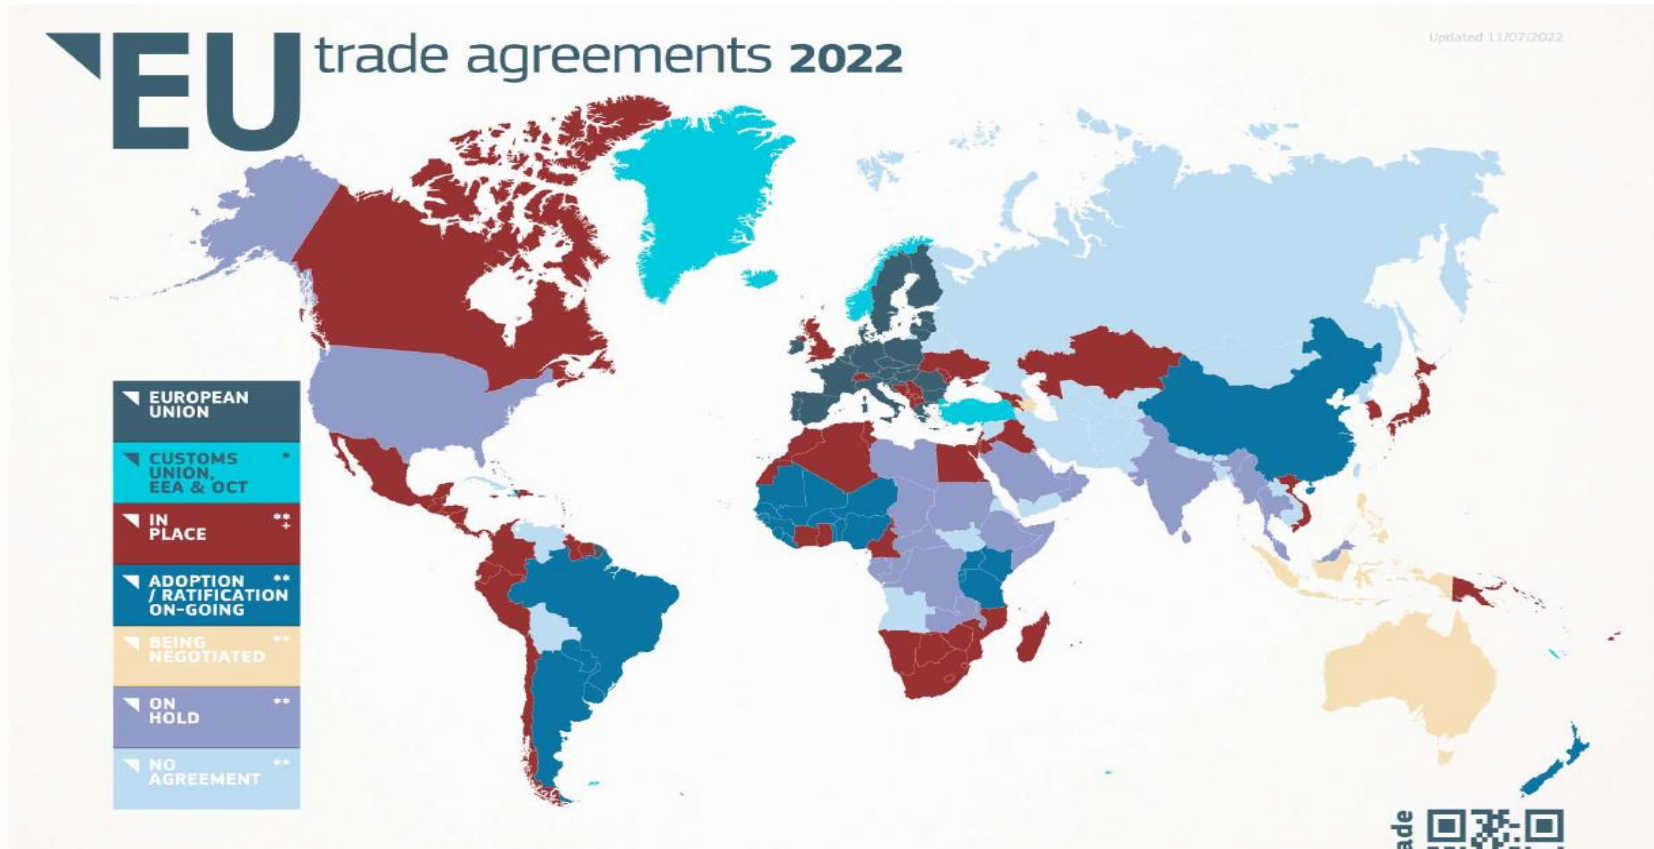 EU trade agreements 2022
Updated 11/07/2022
EUROPEAN
UNION
CUSTOMS *
UNION,
EEA & OCT
IN **
PLACE +
ADOPTION **
/ RATIFICATION
ON-GOING
BEING **
NEGOTIATED
ON **
HOLD
NO **
AGREEMENT